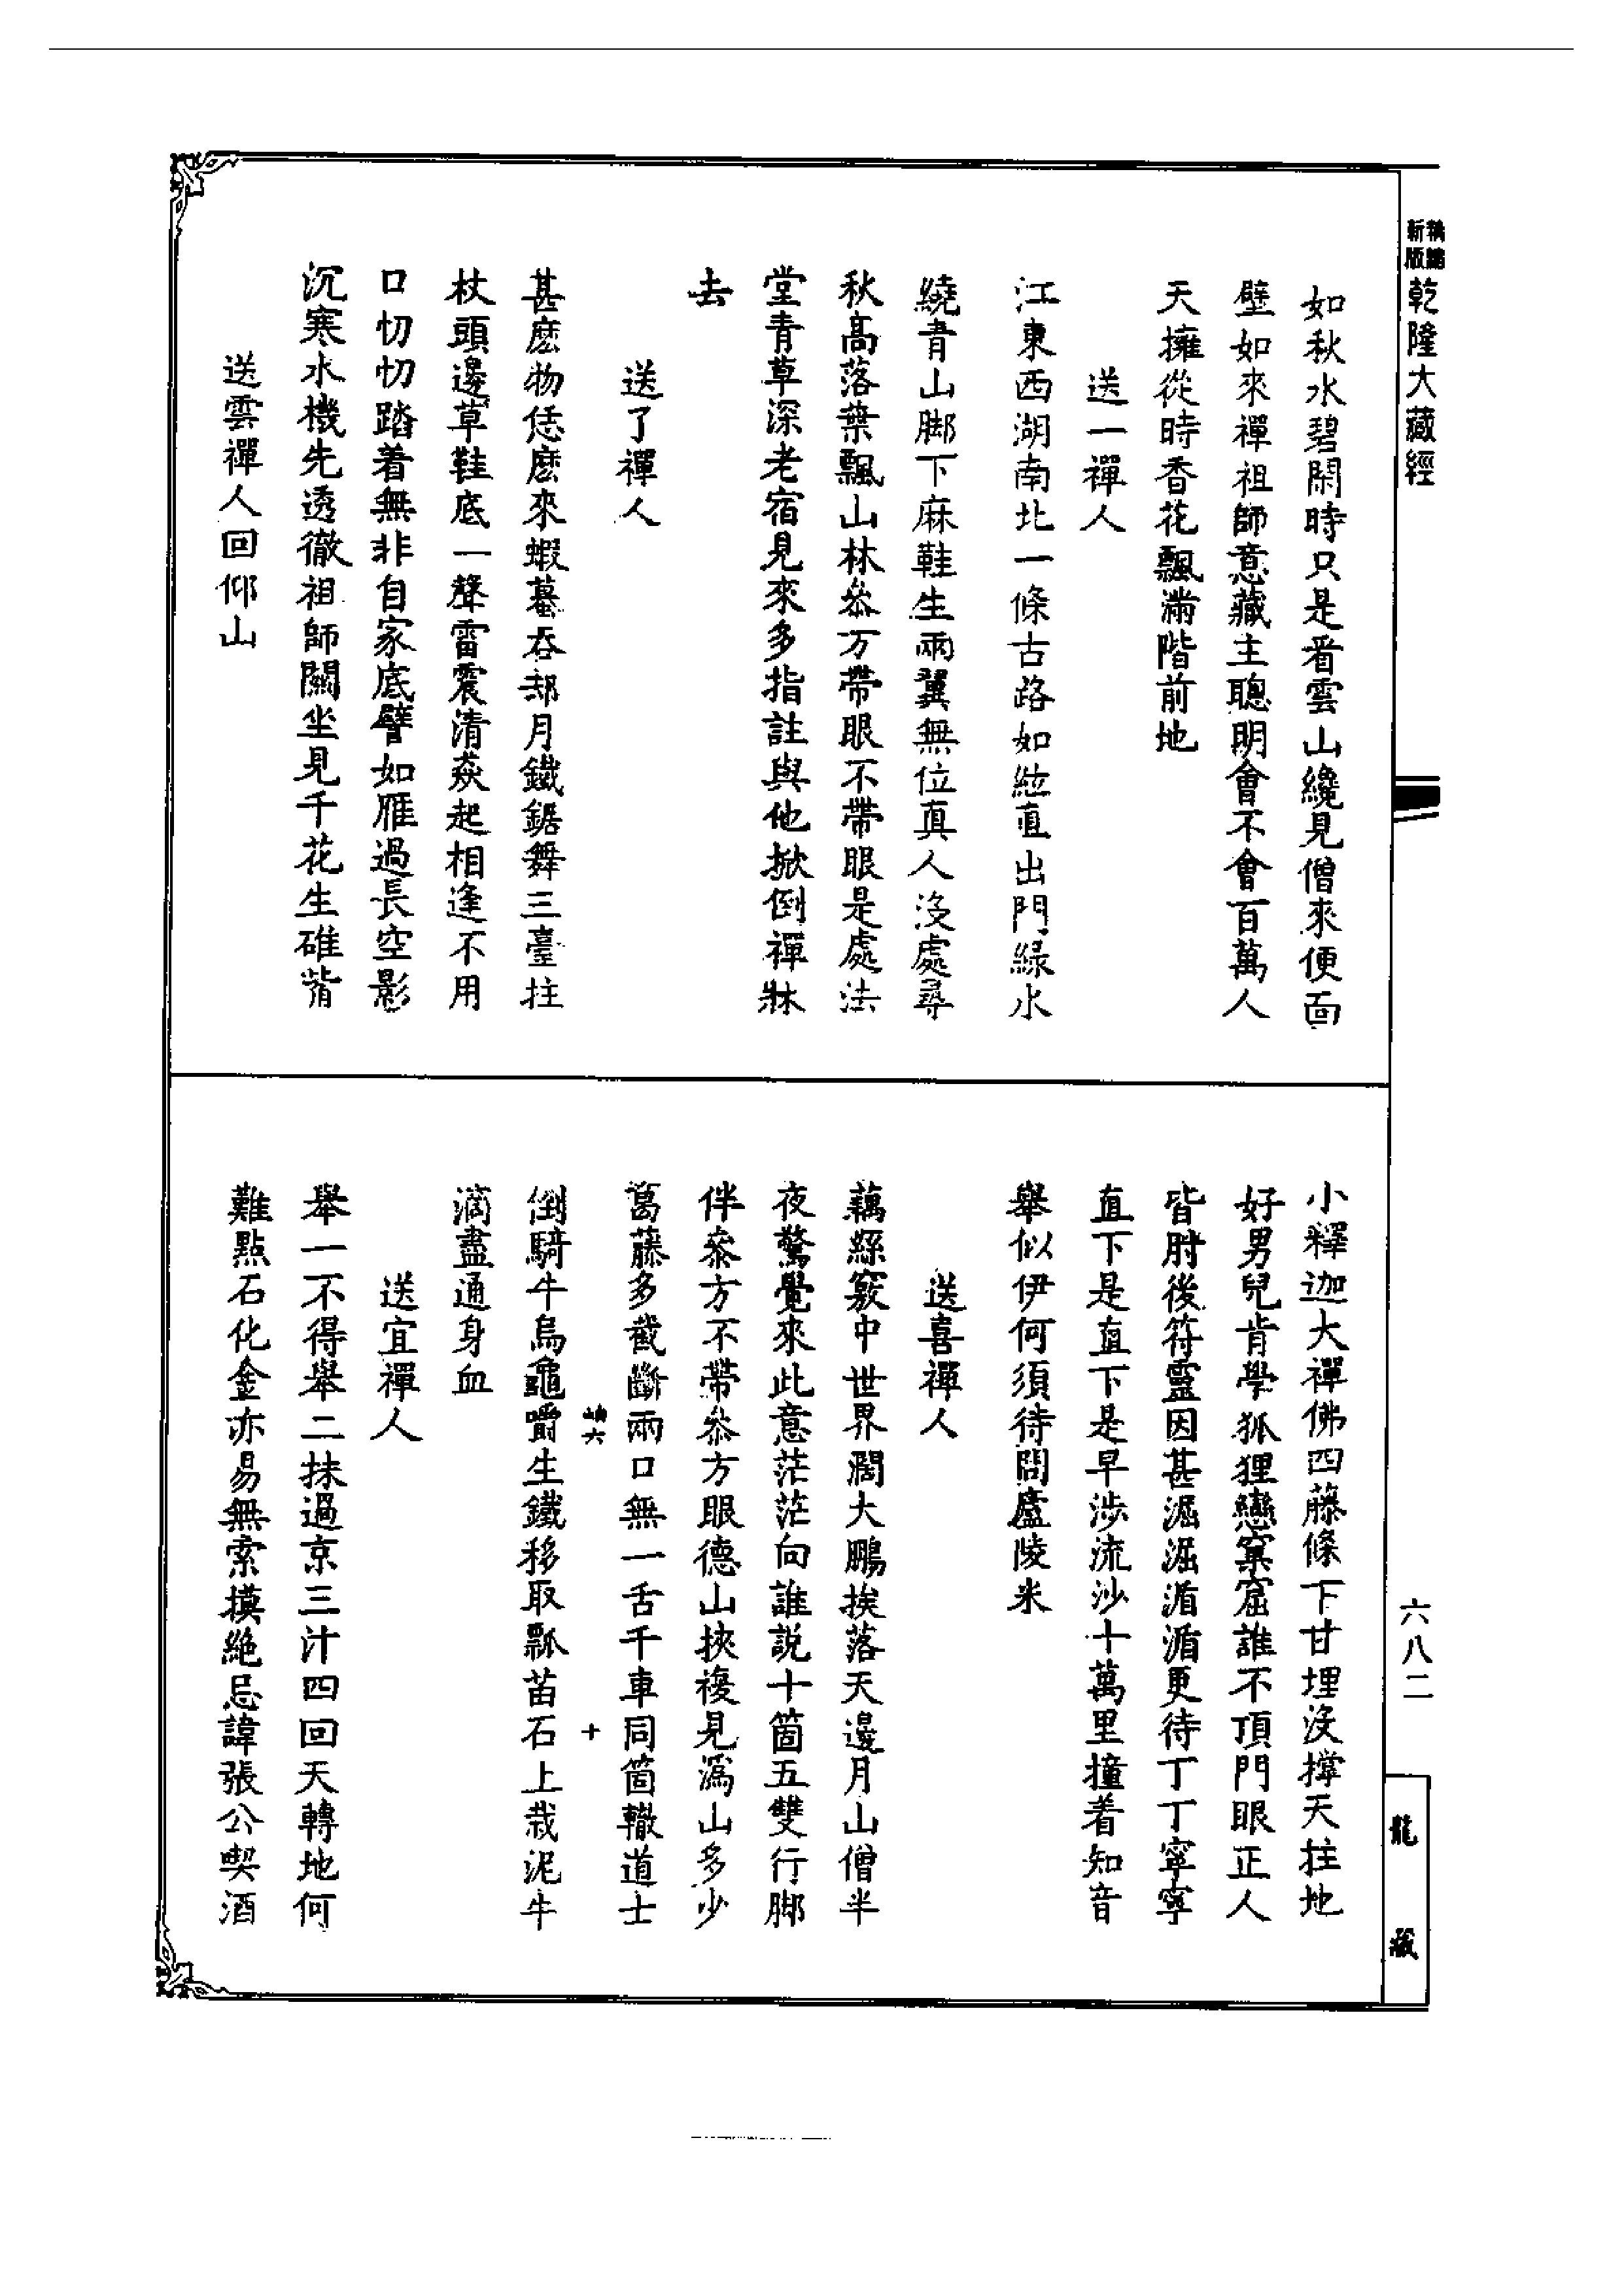 新編縮版乾隆大藏經
如秋水碧閑時只是看雲山纔見僧來便面
壁如來禪祖師意藏主聰明會不會百萬人
天擁從時香花飄滿階前地
送一禪人
江東西湖南北一條古路如絃直出門綠水
繞青山脚下麻鞋生兩翼無位真人沒處尋
秋高落葉飄山林叅方帶眼不帶眼是處法
堂青草深老宿見來多指註與他掀倒禪牀
去
送了禪人
甚麽物恁麽來蝦蟇吞却月鐵鋸舞三臺拄
杖頭邊草鞋底一聲雷震清猋起相逢不用
口切切踏着無非自家底譬如雁過長空影
沉寒水機先透徹祖師關坐見千花生碓觜
送雲禪人回仰山
小釋迦大禪佛四藤條下甘埋沒撑天拄地
好男兒肯學狐狸戀窠窟誰不頂門眼正人
皆肘後符靈因甚漚漚滀滀更待丁丁寧寧
直下是直下是早涉流沙十萬里撞着知音
舉似伊何須待問廬陵米
送喜禪人
藕絲竅中世界濶大鵬挨落天邊月山僧半
夜驚覺來此意茫茫向誰説十箇五雙行脚
伴叅方不帶叅方眼德山挾複見溈山多少
葛藤多截斷兩口無一舌千車同箇轍道士
六 十
倒騎牛烏龜嚼生鐵移取瓢苗石上栽泥牛
滴盡通身血
送宜禪人
舉一不得舉二抹過京三汴四回天轉地何
難點石化金亦易無索摸絶忌諱張公喫酒
六八二
龍藏